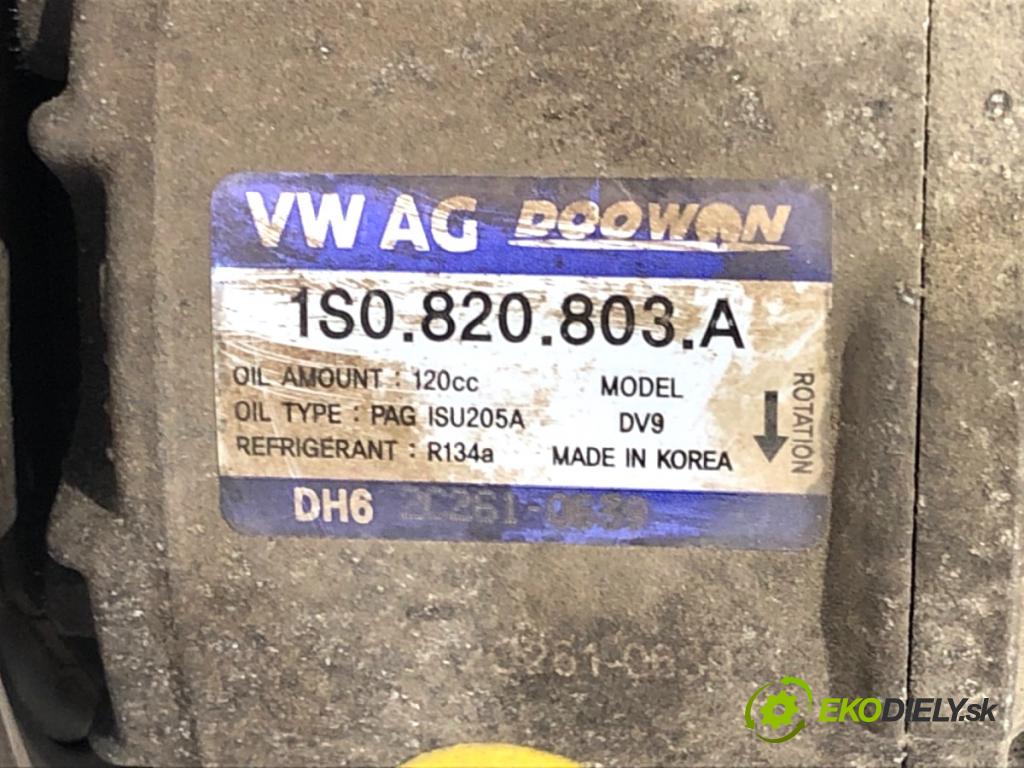 VW AG DOOWON
1S0.820.803.A
OIL AMOUNT : 120cc
OIL TYPE : PAG ISU205A
REFRIGERANT : R134a
MODEL
DV9
MADE IN KOREA
ROTATION
DH6
EKODIELY.sk